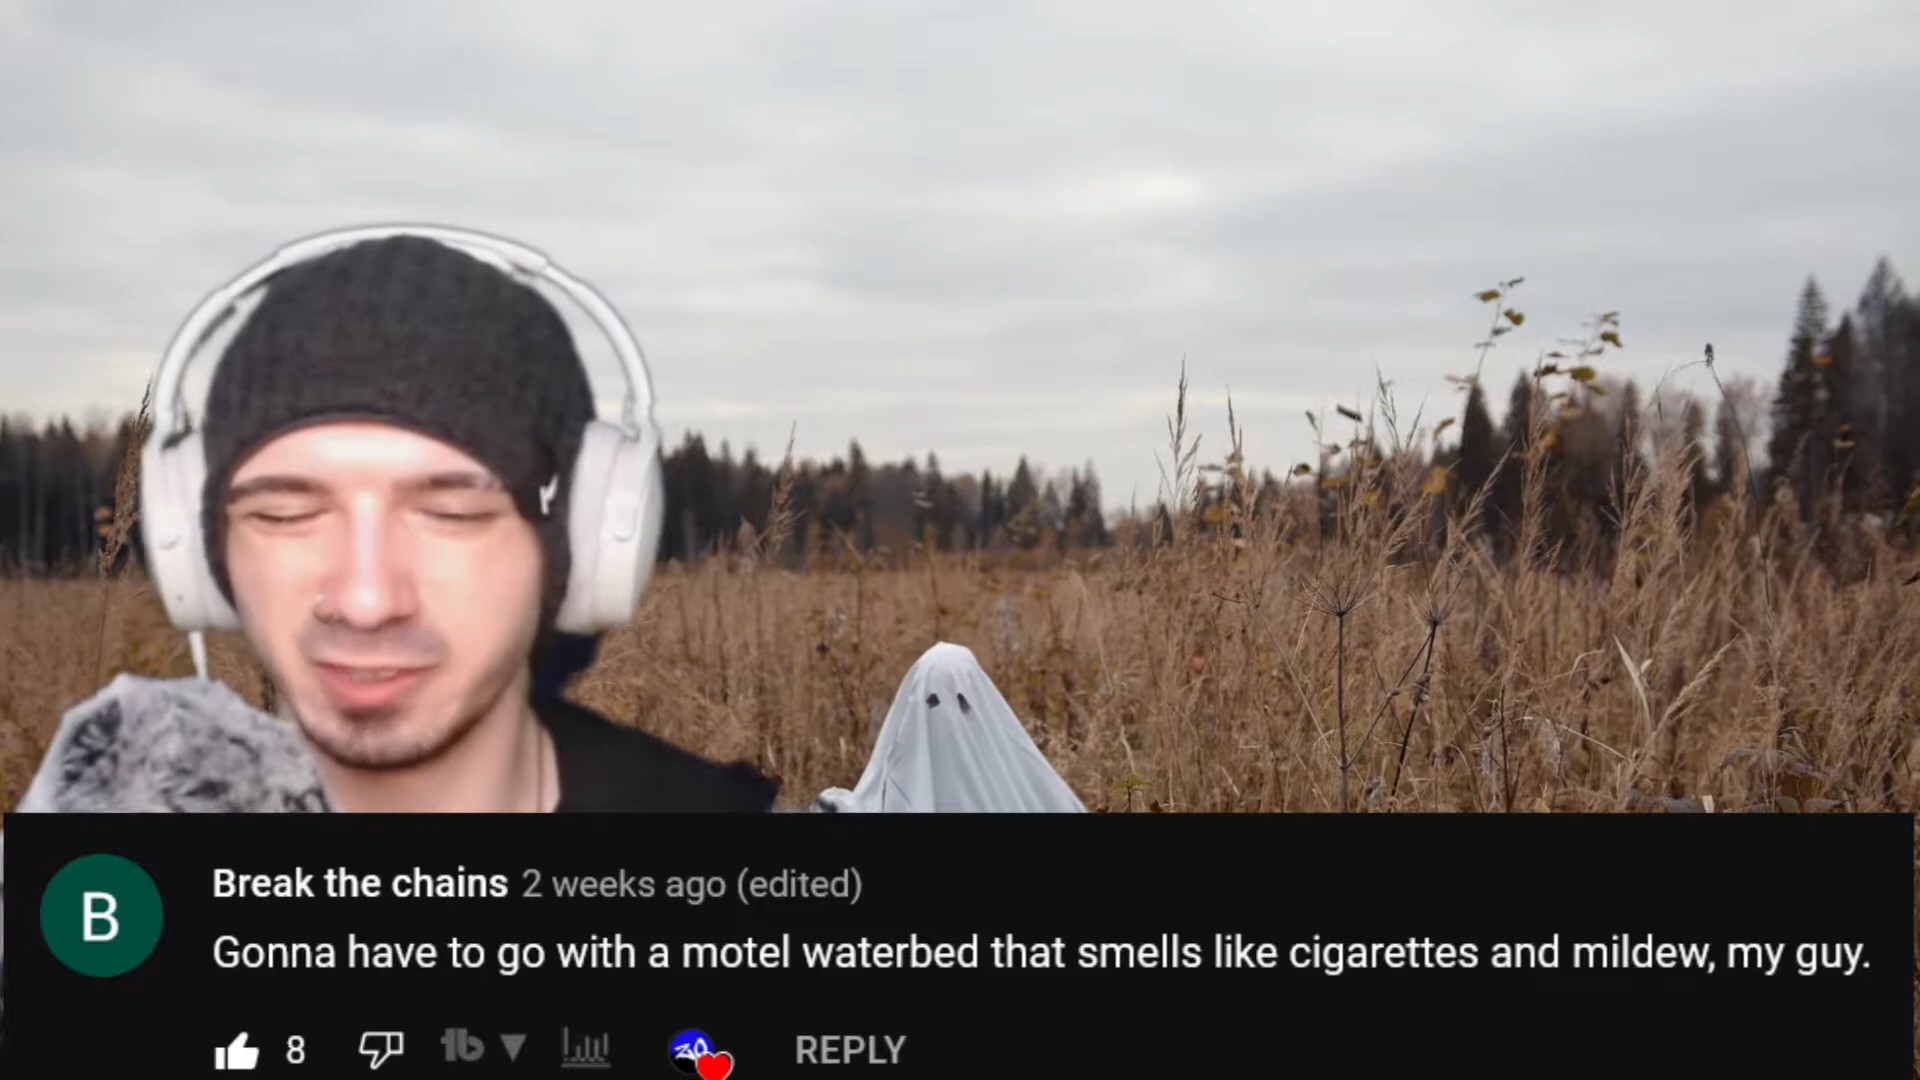 B
Break the chains 2 weeks ago (edited)
Gonna have to go with a motel waterbed that smells like cigarettes and mildew, my guy.
8 REPLY